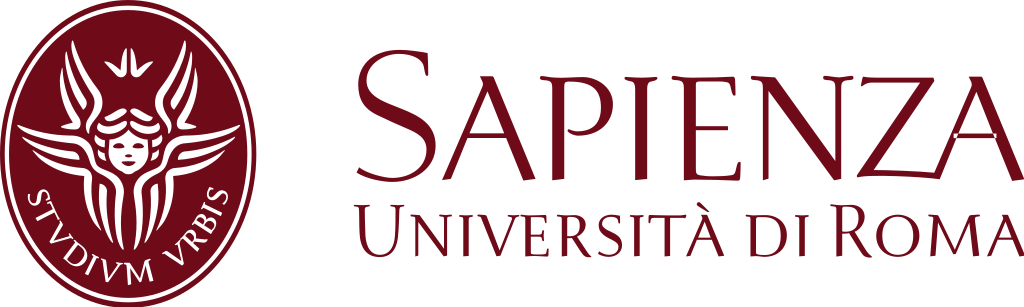 STVDIVM VRBIS
SAPIENZA
UNIVERSITÀ DI ROMA